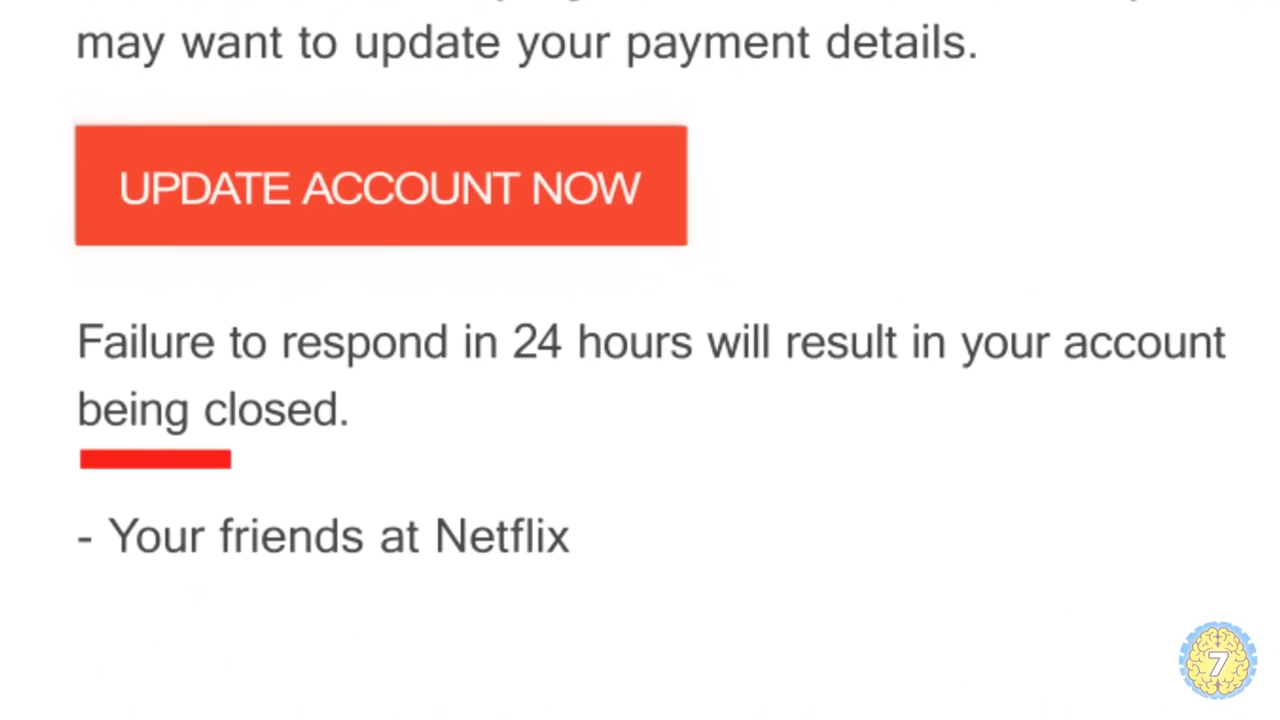 may want to update your payment details.
UPDATE ACCOUNT NOW
Failure to respond in 24 hours will result in your account
being closed.
- Your friends at Netflix
7